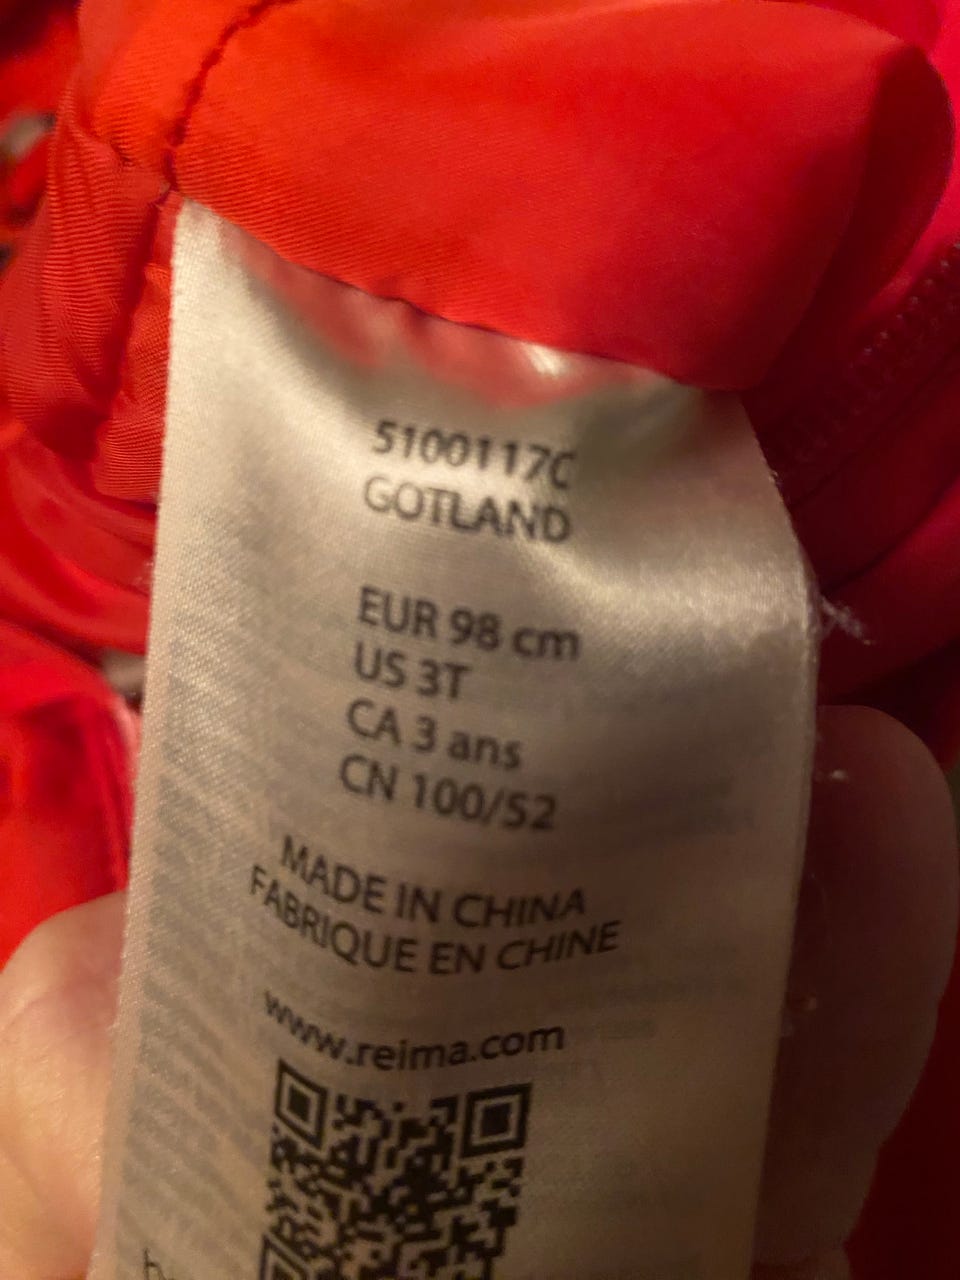 5100117C
GOTLAND
EUR 98 cm
US 3T
CA 3 ans
CN 100/52
MADE IN CHINA
FABRIQUE EN CHINE
www.reima.com